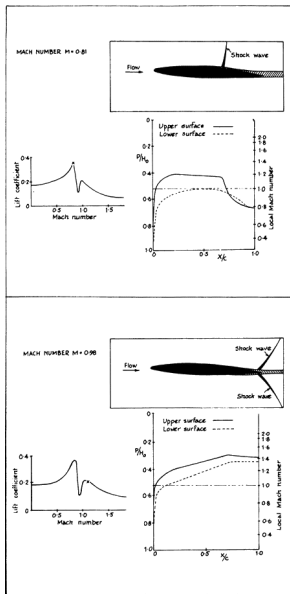 MACH NUMBER M = 0·81
Shock wave
Flow
Upper surface
Lower surface
P/H₀
0
0·2
0·4
0·6
0·8
1·0
2·0
1·8
1·6
1·4
1·2
1·0
0·8
0·6
0·4
Local Mach number
0
0·5
1·0
X/C
Lift coefficient
0·4
0·2
0
0·5
1·0
1·5
Mach number
MACH NUMBER M = 0·98
Shock wave
Flow
Shock wave
Upper surface
Lower surface
P/H₀
0
0·2
0·4
0·6
0·8
1·0
2·0
1·8
1·6
1·4
1·2
1·0
0·8
0·6
0·4
Local Mach number
0
0·5
1·0
X/C
Lift coefficient
0·4
0·2
0
0·5
1·0
1·5
Mach number